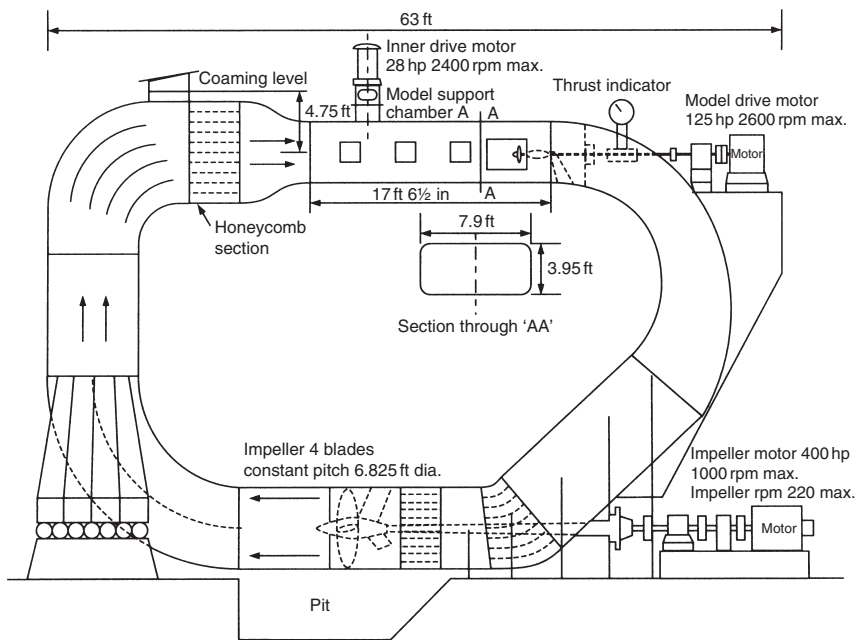 63 ft
Inner drive motor
28 hp 2400 rpm max.
Coaming level
Thrust indicator
4.75 ft
Model support
chamber A
A
Model drive motor
125 hp 2600 rpm max.
Motor
17 ft 6½ in
A
Honeycomb
section
7.9 ft
3.95 ft
Section through ‘AA’
Impeller 4 blades
constant pitch 6.825 ft dia.
Impeller motor 400 hp
1000 rpm max.
Impeller rpm 220 max.
Motor
Pit